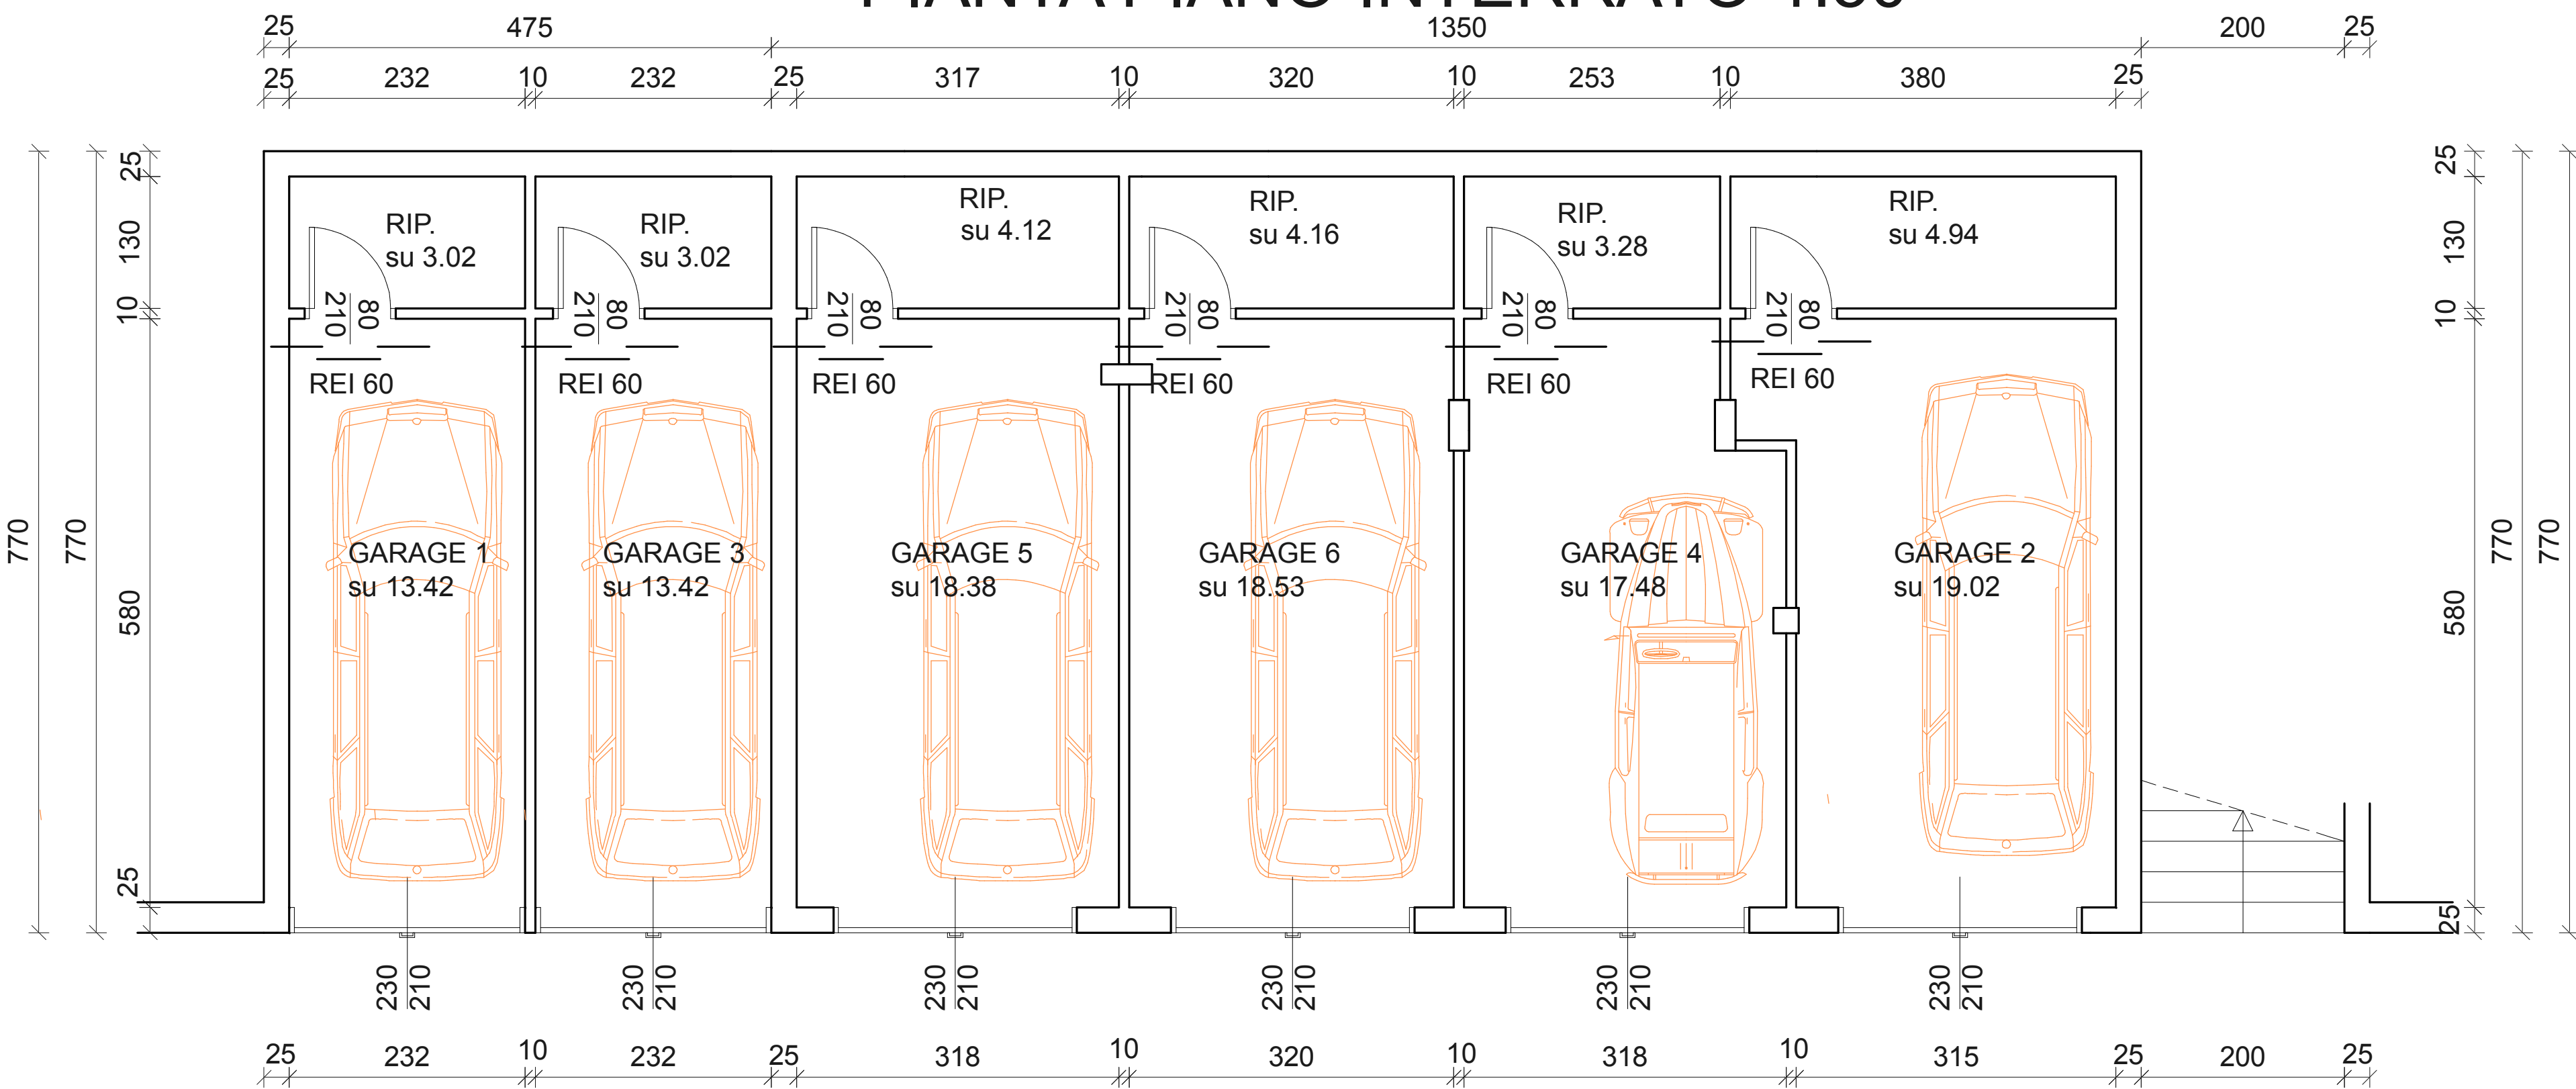 PIANTA PIANO INTERRATO
25 475 1350 200 25
25 232 10 232 25 317 10 320 10 253 10 380 25
25
130
10
580
25
770
770
RIP.
su 3.02
RIP.
su 3.02
RIP.
su 4.12
RIP.
su 4.16
RIP.
su 3.28
RIP.
su 4.94
80
210
80
210
80
210
80
210
80
210
80
210
REI 60
REI 60
REI 60
REI 60
REI 60
REI 60
GARAGE 1
su 13.42
GARAGE 3
su 13.42
GARAGE 5
su 18.38
GARAGE 6
su 18.53
GARAGE 4
su 17.48
GARAGE 2
su 19.02
25
130
10
580
25
770
770
230
210
230
210
230
210
230
210
230
210
230
210
25 232 10 232 25 318 10 320 10 318 10 315 25 200 25